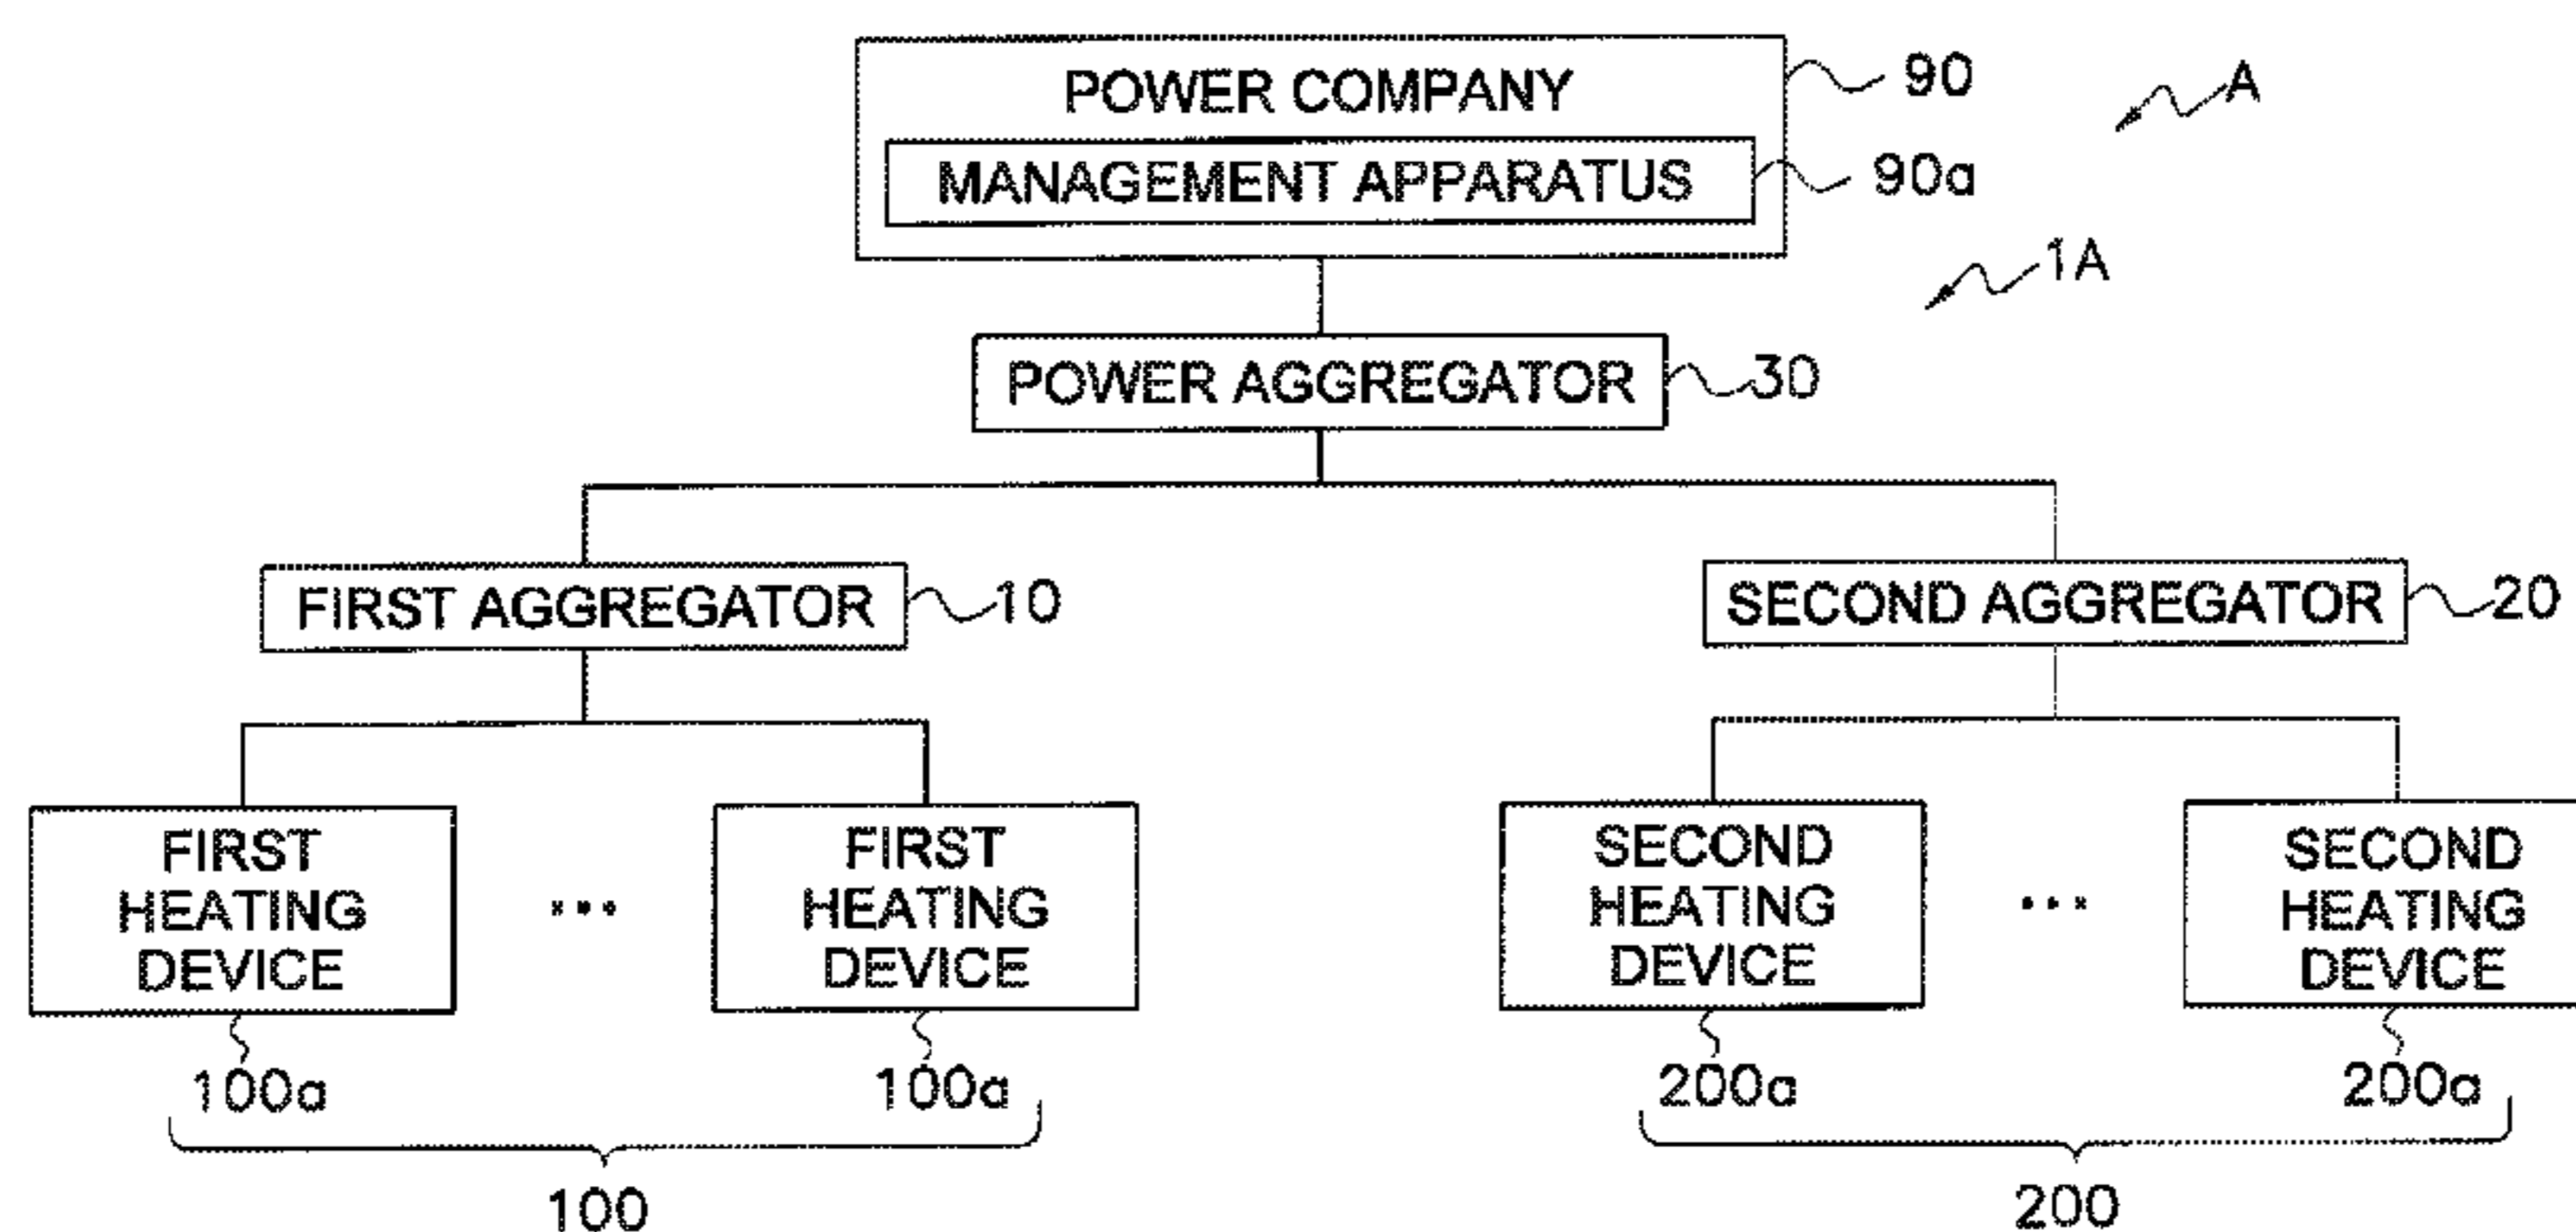 POWER COMPANY
90
A
MANAGEMENT APPARATUS
90a
1A
POWER AGGREGATOR
30
FIRST AGGREGATOR
10
SECOND AGGREGATOR
20
FIRST
HEATING
DEVICE
...
FIRST
HEATING
DEVICE
SECOND
HEATING
DEVICE
...
SECOND
HEATING
DEVICE
100a
100a
200a
200a
100
200